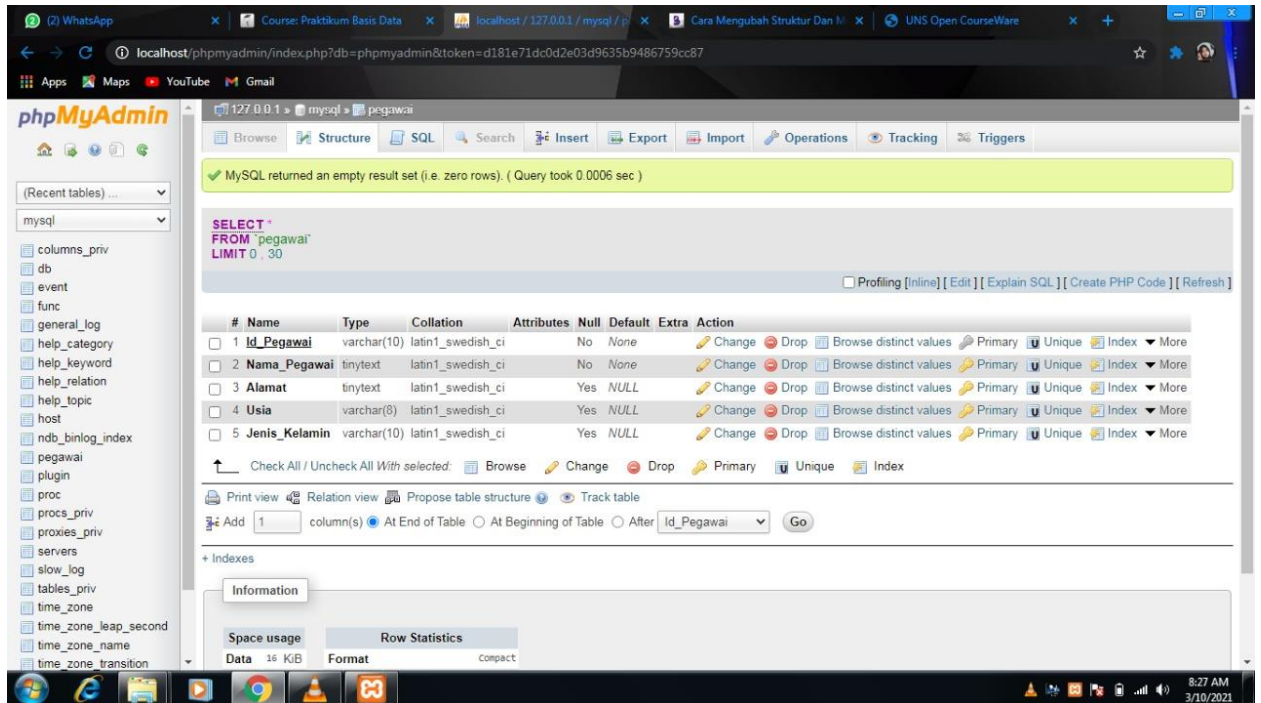 (2) WhatsApp
Course: Praktikum Basis Data
localhost / 127.0.0.1 / mysql / p
Cara Mengubah Struktur Dan M
UNS Open CourseWare
localhost/phpmyadmin/index.php?db=phpmyadmin&token=d181e71dc0d2e03d9635b9486759cc87
Apps Maps YouTube Gmail
phpMyAdmin
(Recent tables) ...
mysql
columns_priv
db
event
func
general_log
help_category
help_keyword
help_relation
help_topic
host
ndb_binlog_index
pegawai
plugin
proc
procs_priv
proxies_priv
servers
slow_log
tables_priv
time_zone
time_zone_leap_second
time_zone_name
time_zone_transition
127.0.0.1 » mysql » pegawai
Browse Structure SQL Search Insert Export Import Operations Tracking Triggers
MySQL returned an empty result set (i.e. zero rows). ( Query took 0.0006 sec )
SELECT *
FROM `pegawai`
LIMIT 0 , 30
Profiling [Inline] [ Edit ] [ Explain SQL ] [ Create PHP Code ] [ Refresh ]
# Name Type Collation Attributes Null Default Extra Action
1 Id_Pegawai varchar(10) latin1_swedish_ci No None Change Drop Browse distinct values Primary Unique Index More
2 Nama_Pegawai tinytext latin1_swedish_ci No None Change Drop Browse distinct values Primary Unique Index More
3 Alamat tinytext latin1_swedish_ci Yes NULL Change Drop Browse distinct values Primary Unique Index More
4 Usia varchar(8) latin1_swedish_ci Yes NULL Change Drop Browse distinct values Primary Unique Index More
5 Jenis_Kelamin varchar(10) latin1_swedish_ci Yes NULL Change Drop Browse distinct values Primary Unique Index More
Check All / Uncheck All With selected: Browse Change Drop Primary Unique Index
Print view Relation view Propose table structure Track table
Add 1 column(s) At End of Table At Beginning of Table After Id_Pegawai Go
+ Indexes
Information
Space usage Row Statistics
Data 16 KiB Format Compact
8:27 AM
3/10/2021